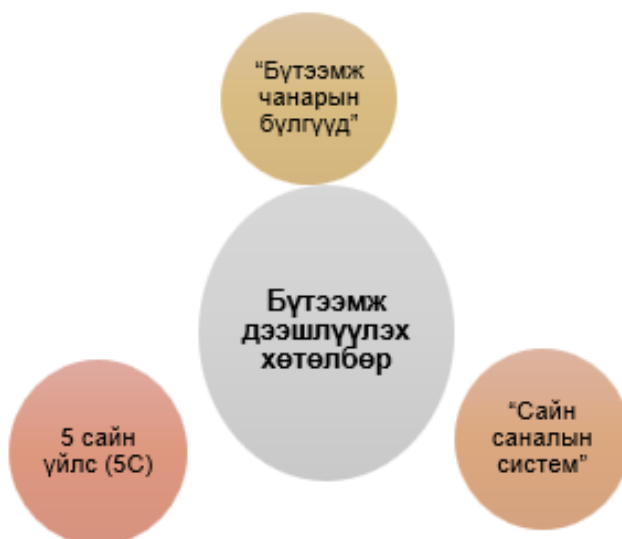 “Бүтээмж
чанарын
бүлгүүд”
Бүтээмж
дээшлүүлэх
хөтөлбөр
5 сайн
үйлс (5С)
“Сайн
саналын
систем”